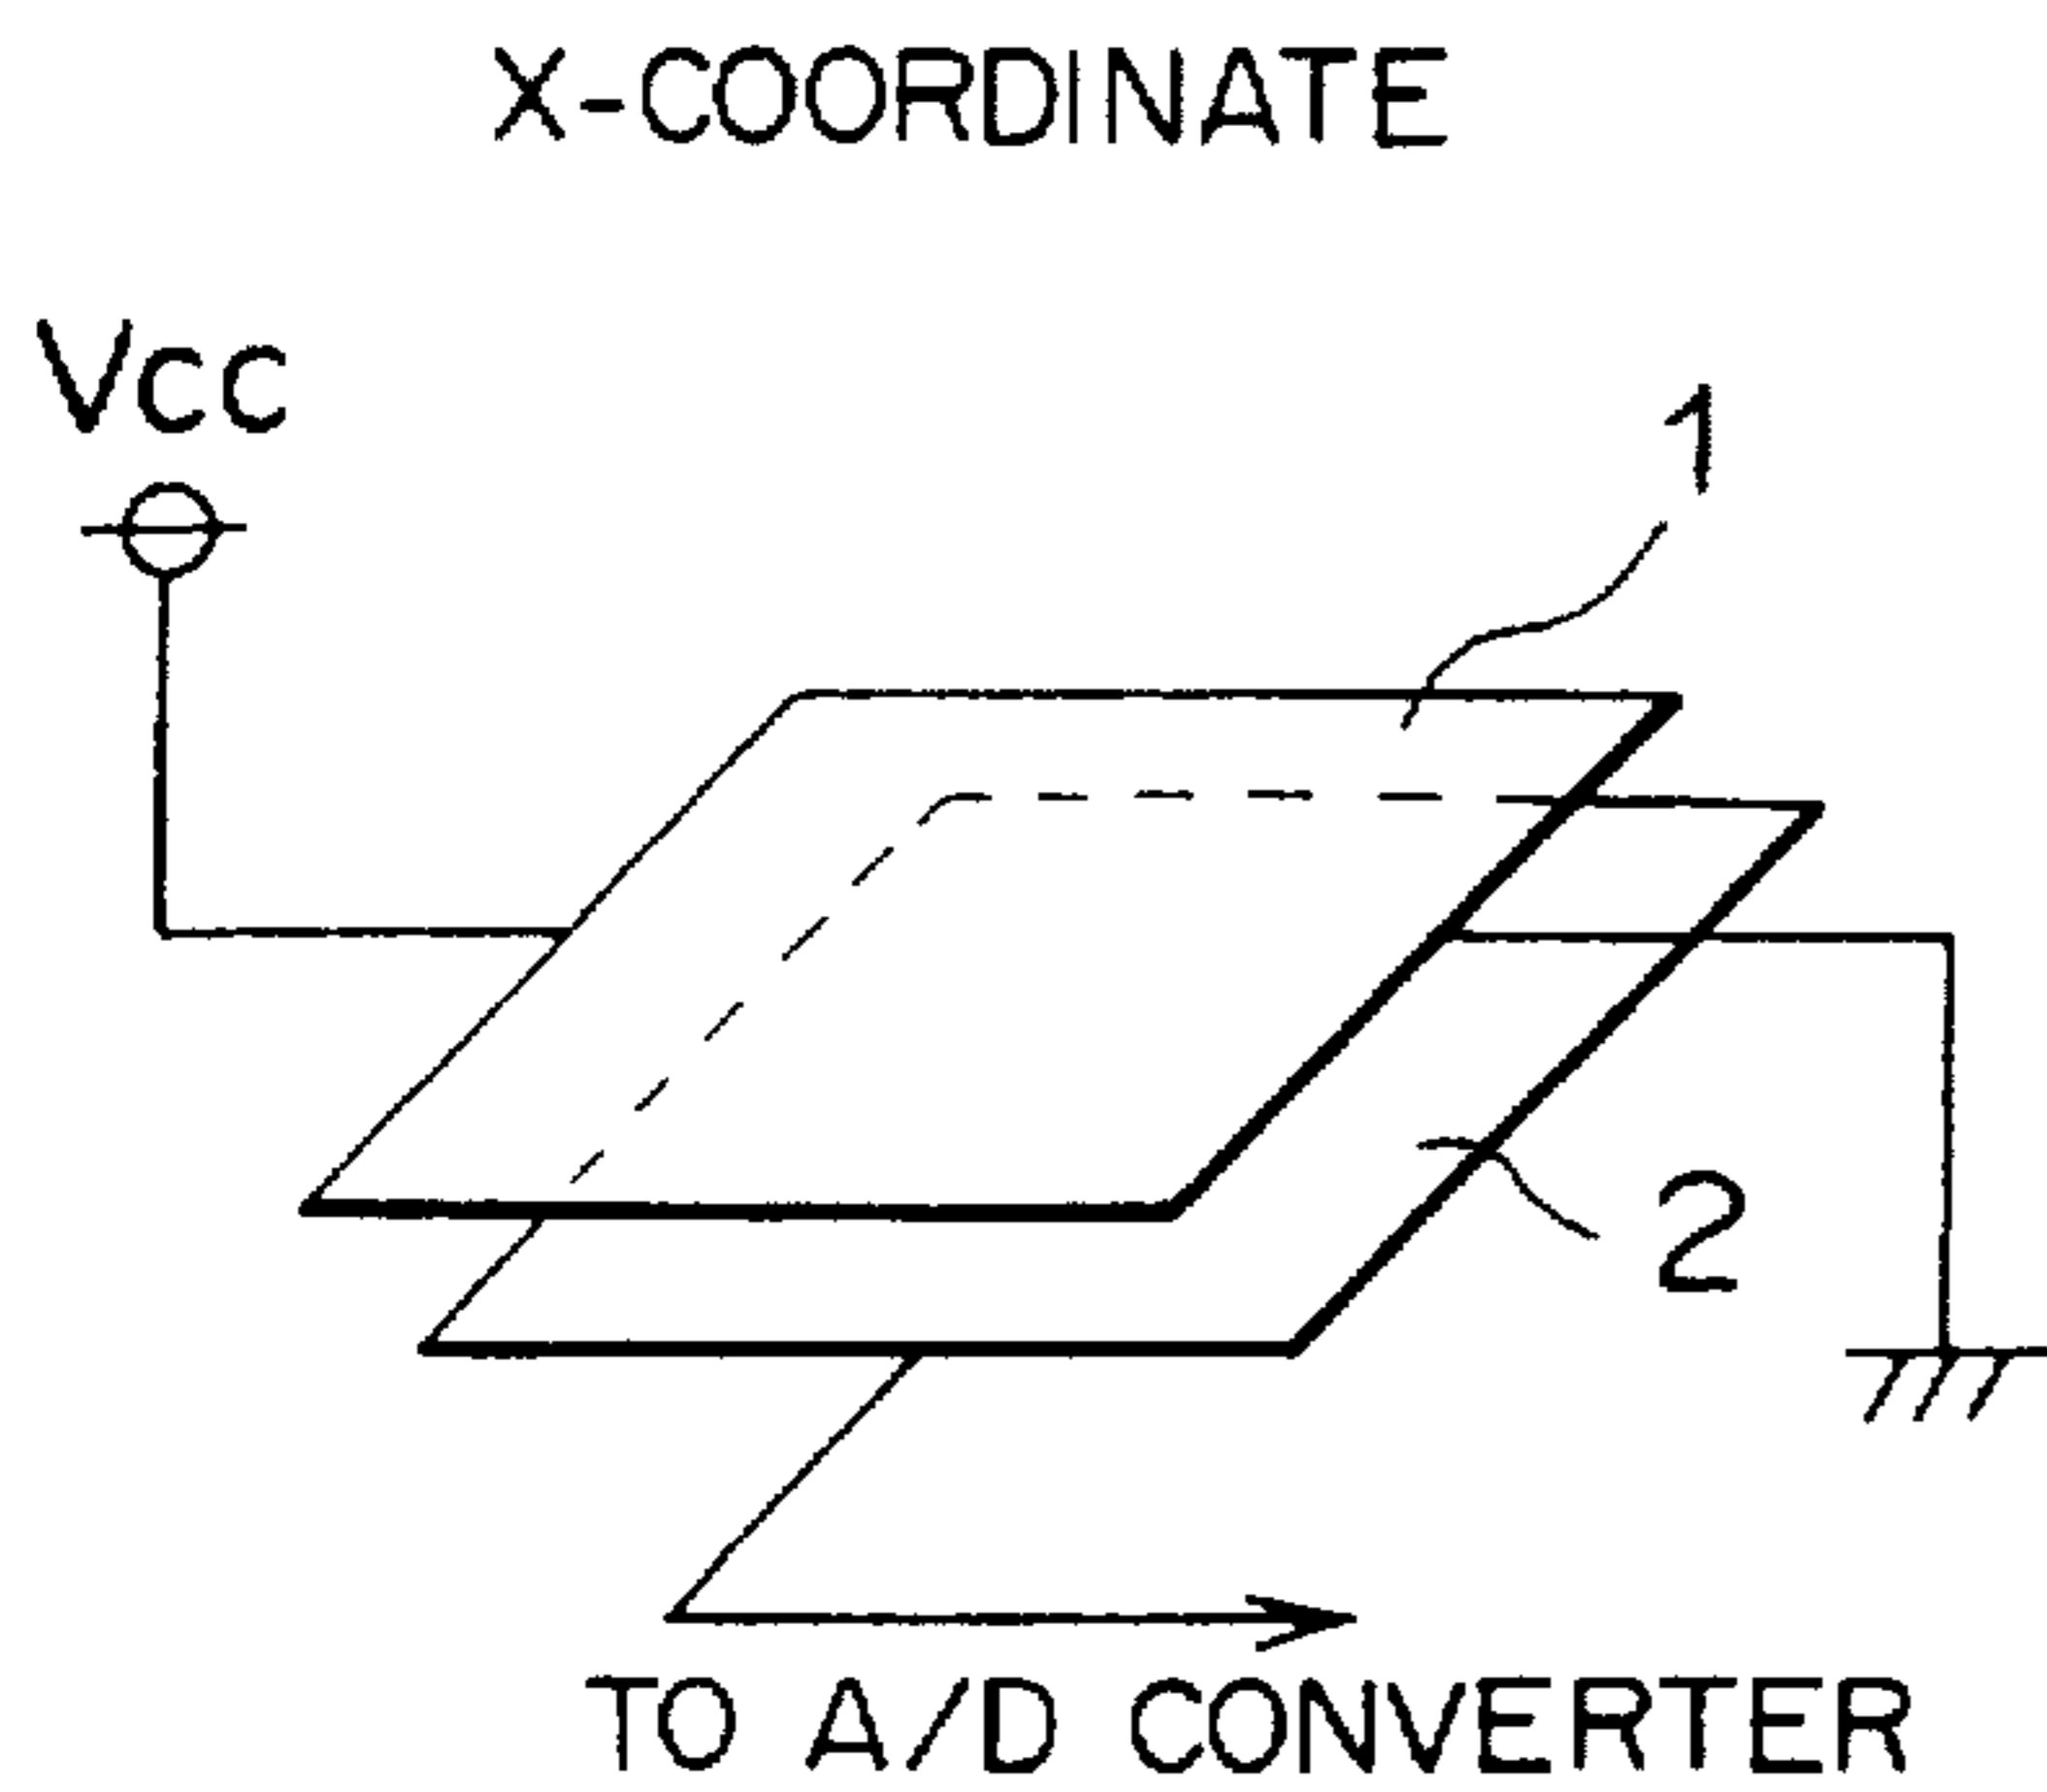 X-COORDINATE
Vcc
1
2
TO A/D CONVERTER